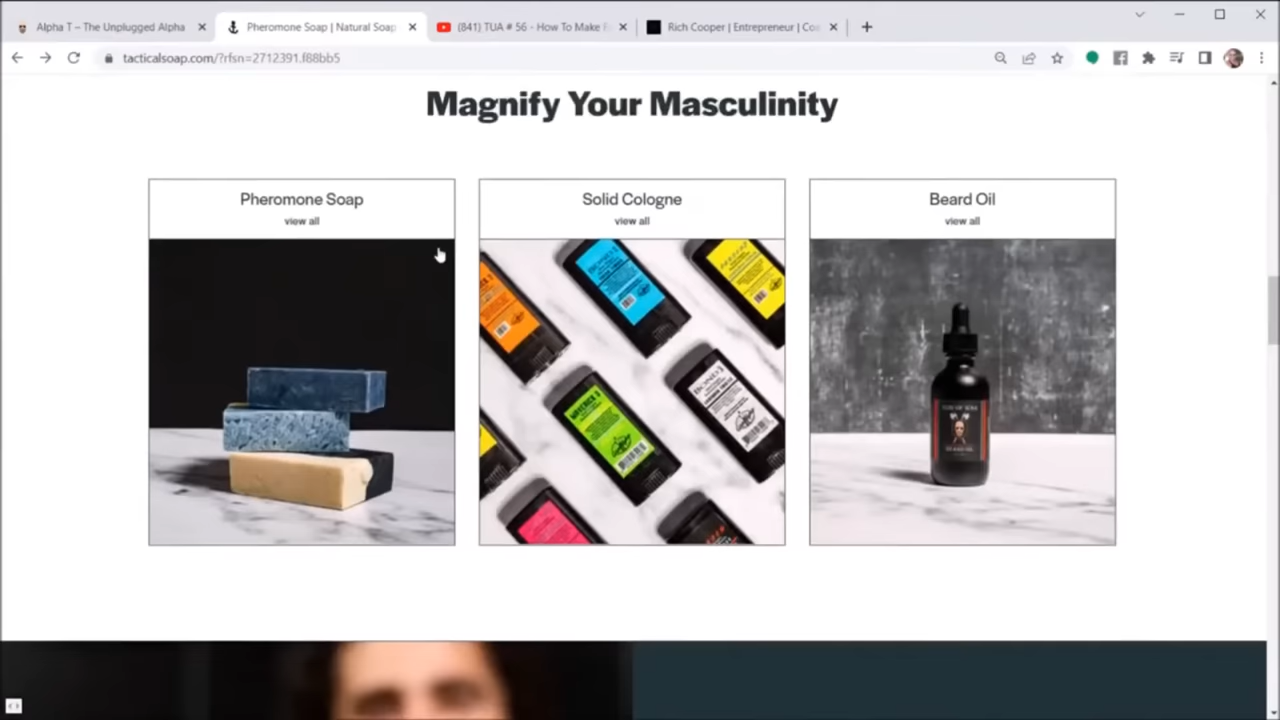 Alpha T – The Unplugged Alpha
Pheromone Soap | Natural Soap
(841) TUA # 56 - How To Make
Rich Cooper | Entrepreneur | Co
tacticalsoap.com/?rfsn=2712391.f88bb5
Magnify Your Masculinity
Pheromone Soap
view all
Solid Cologne
view all
Beard Oil
view all